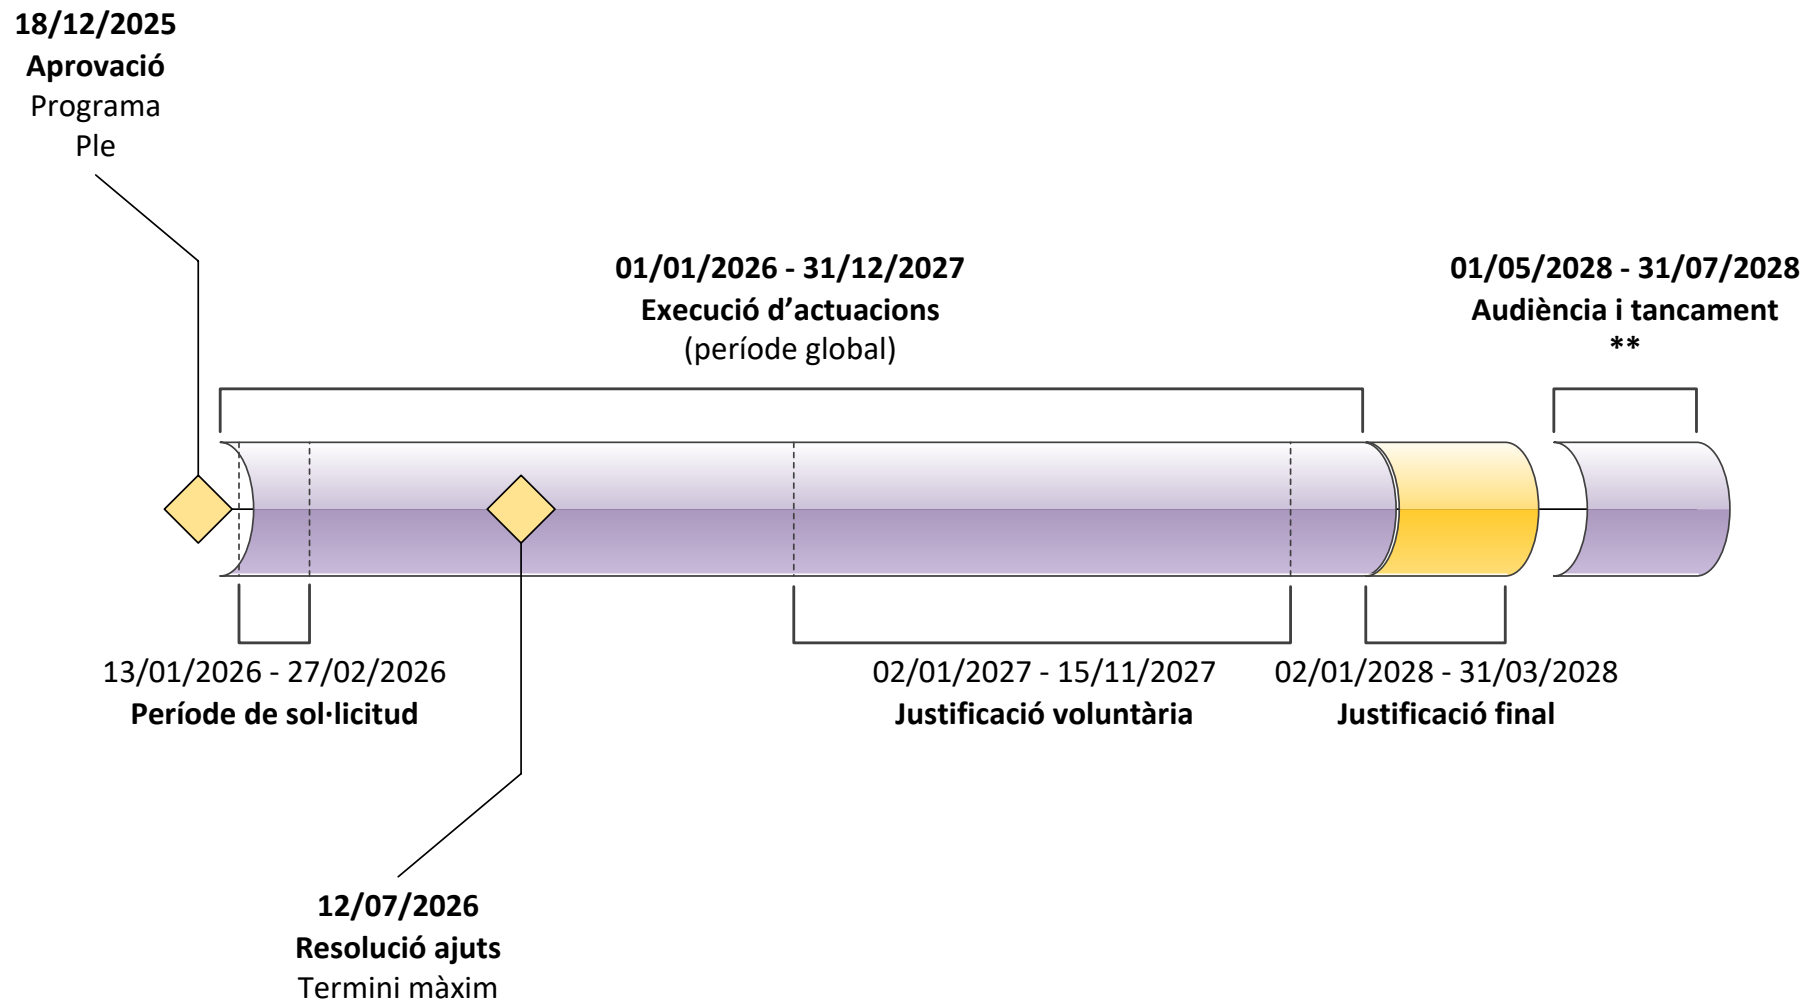 18/12/2025
Aprovació
Programa
Ple
01/01/2026 - 31/12/2027
Execució d’actuacions
(període global)
01/05/2028 - 31/07/2028
Audiència i tancament
**
13/01/2026 - 27/02/2026
Període de sol·licitud
02/01/2027 - 15/11/2027
Justificació voluntària
02/01/2028 - 31/03/2028
Justificació final
12/07/2026
Resolució ajuts
Termini màxim